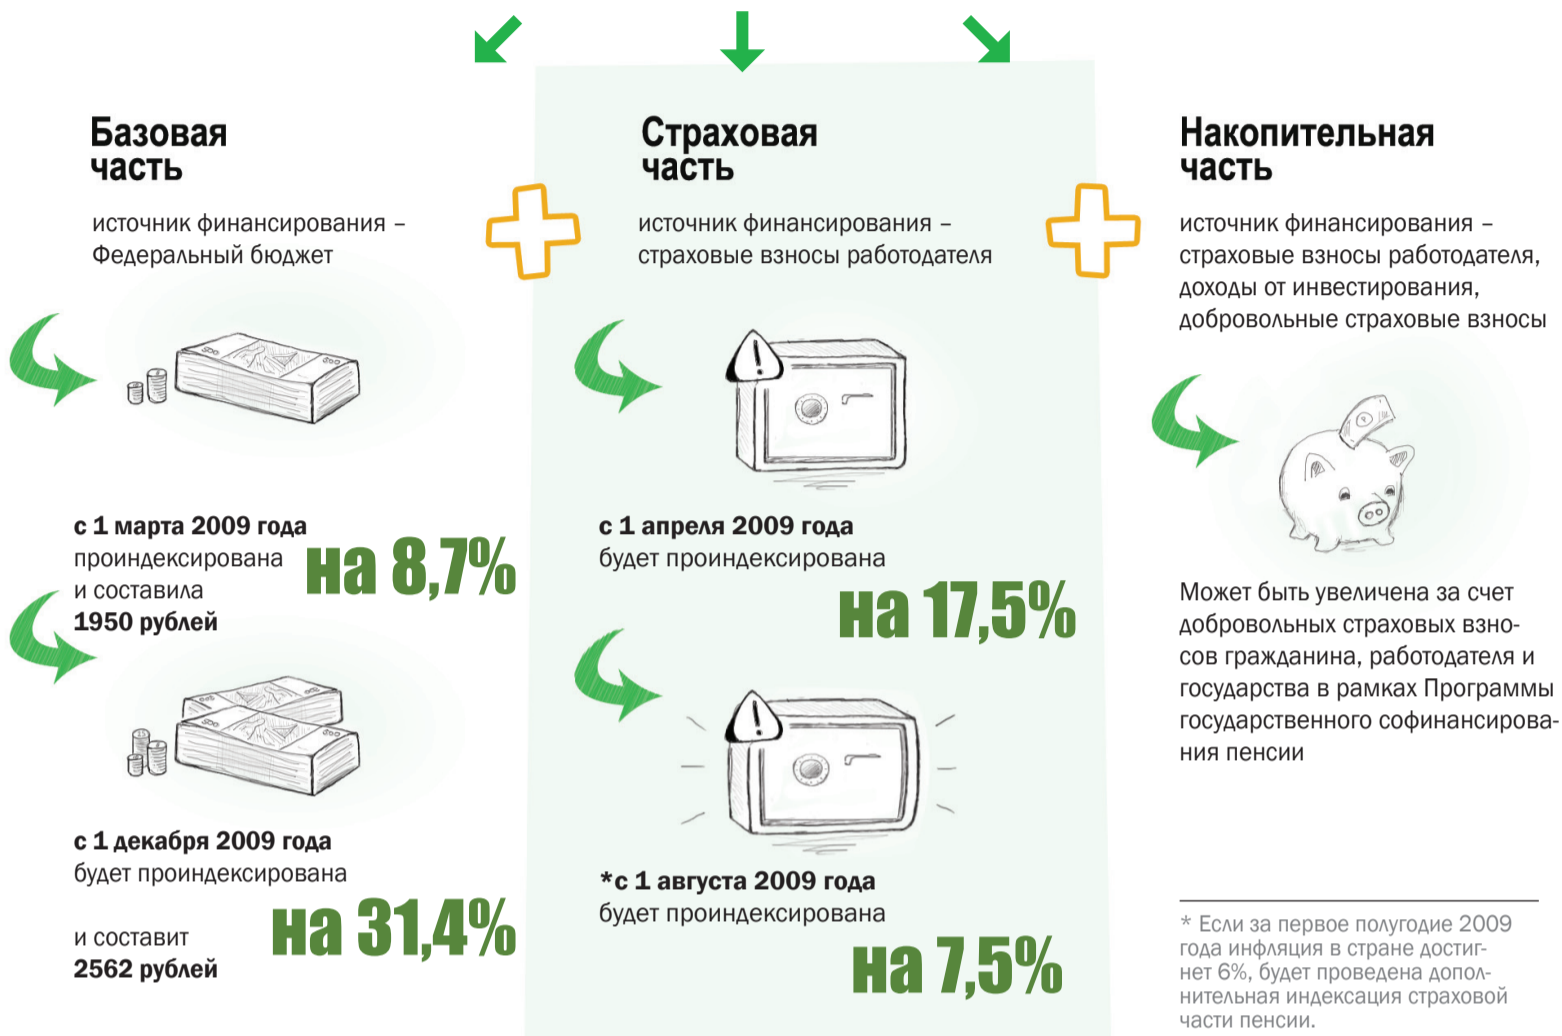 Базовая
часть
источник финансирования –
Федеральный бюджет
с 1 марта 2009 года
проиндексирована
на 8,7%
и составила
1950 рублей
с 1 декабря 2009 года
будет проиндексирована
на 31,4%
и составит
2562 рублей
Страховая
часть
источник финансирования –
страховые взносы работодателя
с 1 апреля 2009 года
будет проиндексирована
на 17,5%
*с 1 августа 2009 года
будет проиндексирована
на 7,5%
Накопительная
часть
источник финансирования –
страховые взносы работодателя,
доходы от инвестирования,
добровольные страховые взносы
Может быть увеличена за счет
добровольных страховых взно-
сов гражданина, работодателя и
государства в рамках Программы
государственного софинансирова-
ния пенсии
* Если за первое полугодие 2009
года инфляция в стране достиг-
нет 6%, будет проведена допол-
нительная индексация страховой
части пенсии.